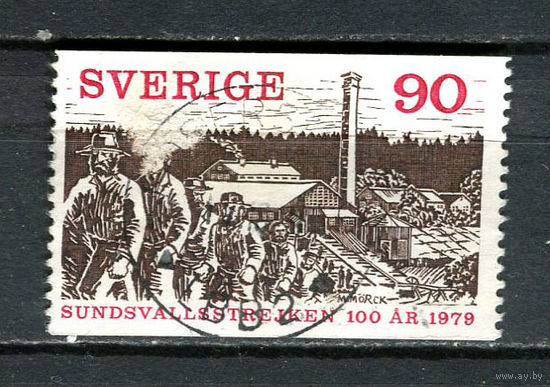 SVERIGE 90
M.MÖRCK
SUNDSVALLSSTREJKEN 100 ÅR 1979
www.ay.by